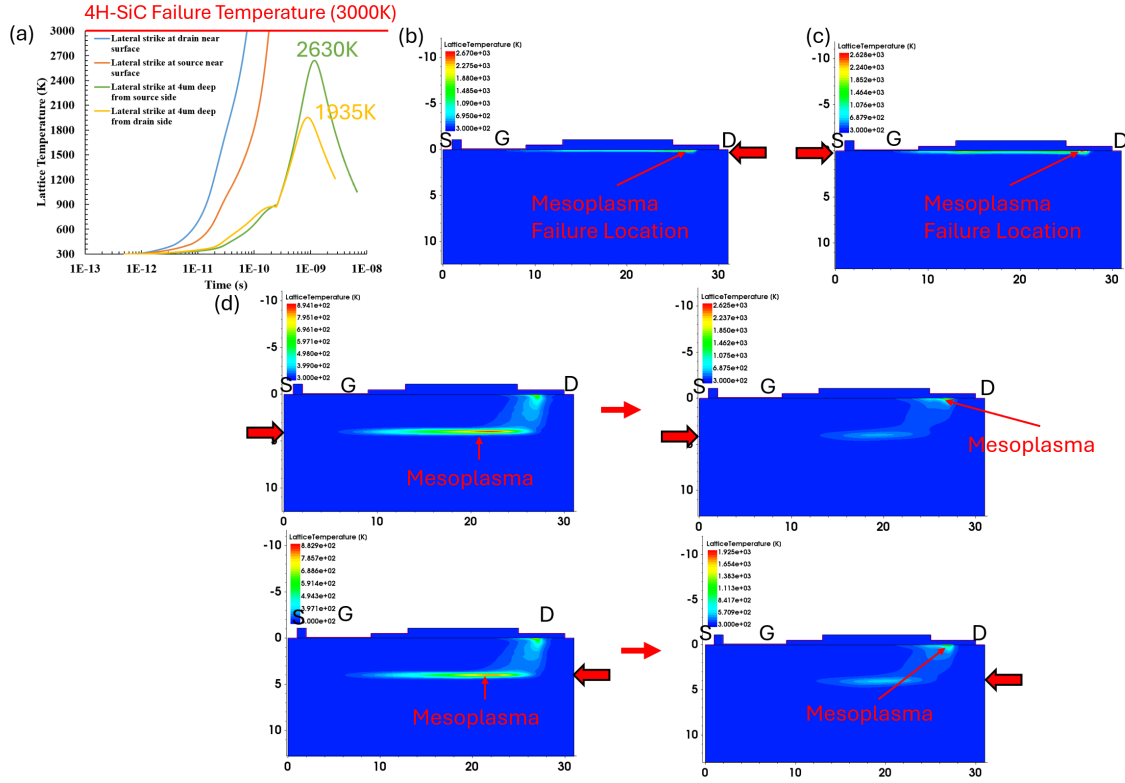 4H-SiC Failure Temperature (3000K)
(a)
3000
2700
2400
2100
1800
1500
1200
900
600
300
Lattice Temperature (K)
Lateral strike at drain near
surface
Lateral strike at source near
surface
Lateral strike at 4um deep
from source side
Lateral strike at 4um deep
from drain side
2630K
1935K
1E-13 1E-12 1E-11 1E-10 1E-09 1E-08
Time (s)
(b)
LatticeTemperature (K)
2.670e+03
2.275e+03
1.880e+03
1.485e+03
1.090e+03
6.950e+02
3.000e+02
-10
-5
0
5
10
S G D
Mesoplasma
Failure Location
0 10 20 30
(c)
LatticeTemperature (K)
2.628e+03
2.240e+03
1.852e+03
1.464e+03
1.076e+03
6.879e+02
3.000e+02
-10
-5
0
5
10
S G D
Mesoplasma
Failure Location
0 10 20 30
(d)
LatticeTemperature (K)
8.941e+02
7.951e+02
6.961e+02
5.971e+02
4.980e+02
3.990e+02
3.000e+02
-10
-5
0
5
10
S G D
Mesoplasma
0 10 20 30
LatticeTemperature (K)
2.625e+03
2.237e+03
1.850e+03
1.462e+03
1.075e+03
6.875e+02
3.000e+02
-10
-5
0
5
10
S G D
Mesoplasma
0 10 20 30
LatticeTemperature (K)
8.829e+02
7.857e+02
6.886e+02
5.914e+02
4.943e+02
3.971e+02
3.000e+02
-10
-5
0
5
10
S G D
Mesoplasma
0 10 20 30
LatticeTemperature (K)
1.925e+03
1.654e+03
1.383e+03
1.113e+03
8.417e+02
5.709e+02
3.000e+02
-10
-5
0
5
10
S G D
Mesoplasma
0 10 20 30